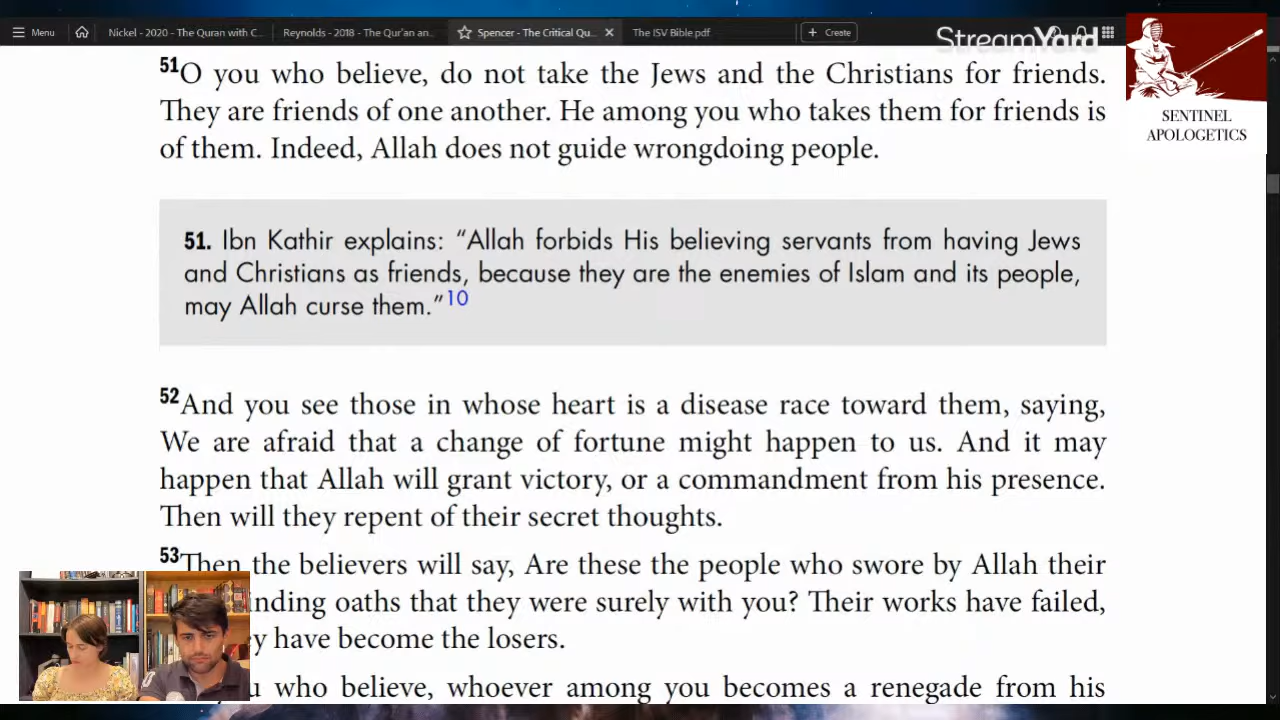 Menu
Nickel - 2020 - The Quran with C...
Reynolds - 2018 - The Qur'an an...
Spencer - The Critical Qu...
The ISV Bible.pdf
Create
StreamYard
SENTINEL
APOLOGETICS
51O you who believe, do not take the Jews and the Christians for friends.
They are friends of one another. He among you who takes them for friends is
of them. Indeed, Allah does not guide wrongdoing people.
51. Ibn Kathir explains: “Allah forbids His believing servants from having Jews
and Christians as friends, because they are the enemies of Islam and its people,
may Allah curse them.”10
52And you see those in whose heart is a disease race toward them, saying,
We are afraid that a change of fortune might happen to us. And it may
happen that Allah will grant victory, or a commandment from his presence.
Then will they repent of their secret thoughts.
53Then the believers will say, Are these the people who swore by Allah their
inding oaths that they were surely with you? Their works have failed,
y have become the losers.
u who believe, whoever among you becomes a renegade from his